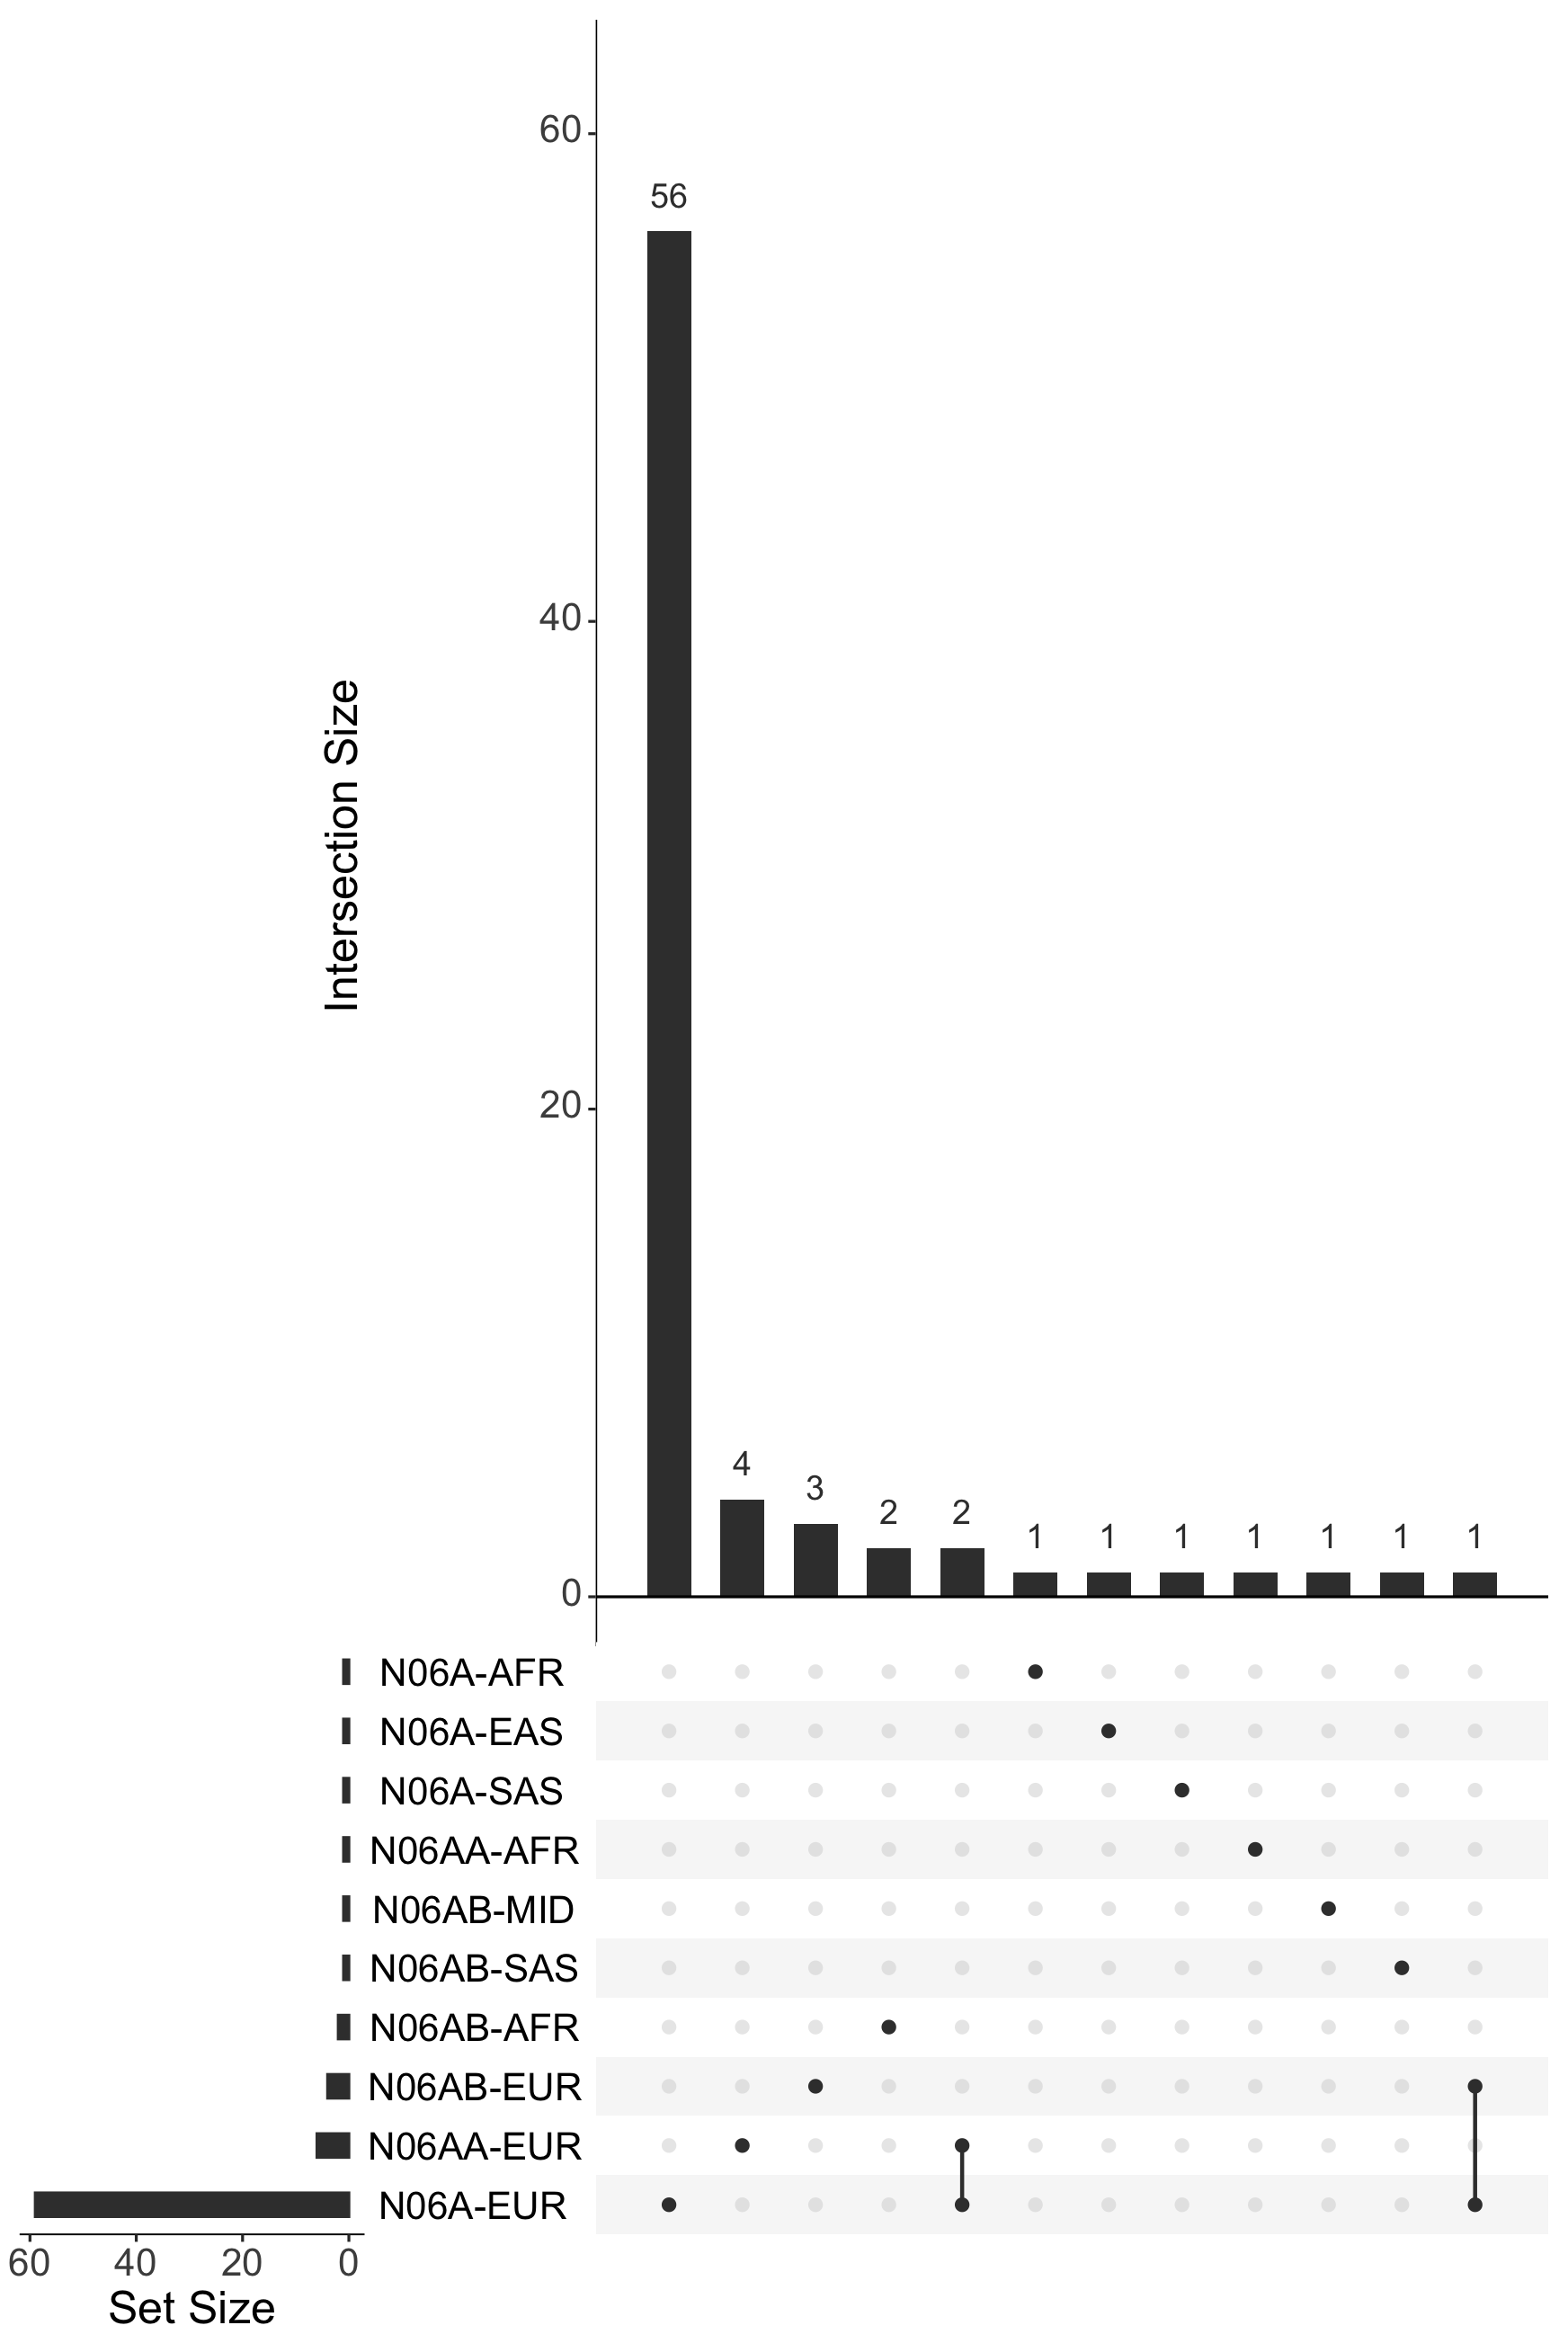 60
56
40
Intersection Size
20
4
3
2
2
1
1
1
1
1
1
1
0
N06A-AFR
N06A-EAS
N06A-SAS
N06AA-AFR
N06AB-MID
N06AB-SAS
N06AB-AFR
N06AB-EUR
N06AA-EUR
N06A-EUR
60 40 20 0
Set Size